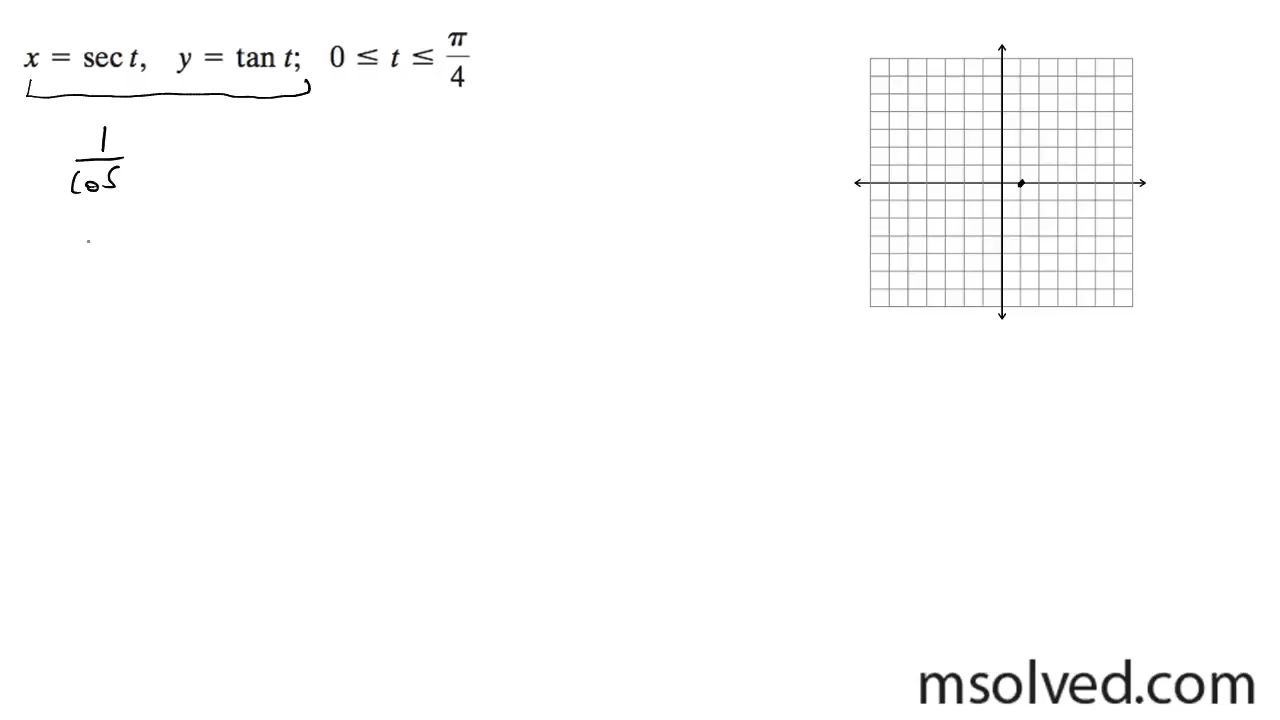 x = sec t, y = tan t; 0 ≤ t ≤ π/4
1
cos
msolved.com